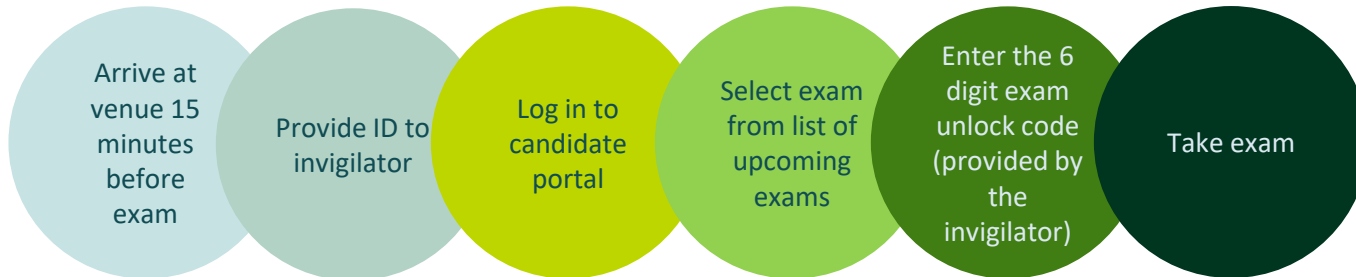 Arrive at
venue 15
minutes
before
exam
Provide ID to
invigilator
Log in to
candidate
portal
Select exam
from list of
upcoming
exams
Enter the 6
digit exam
unlock code
(provided by
the
invigilator)
Take exam